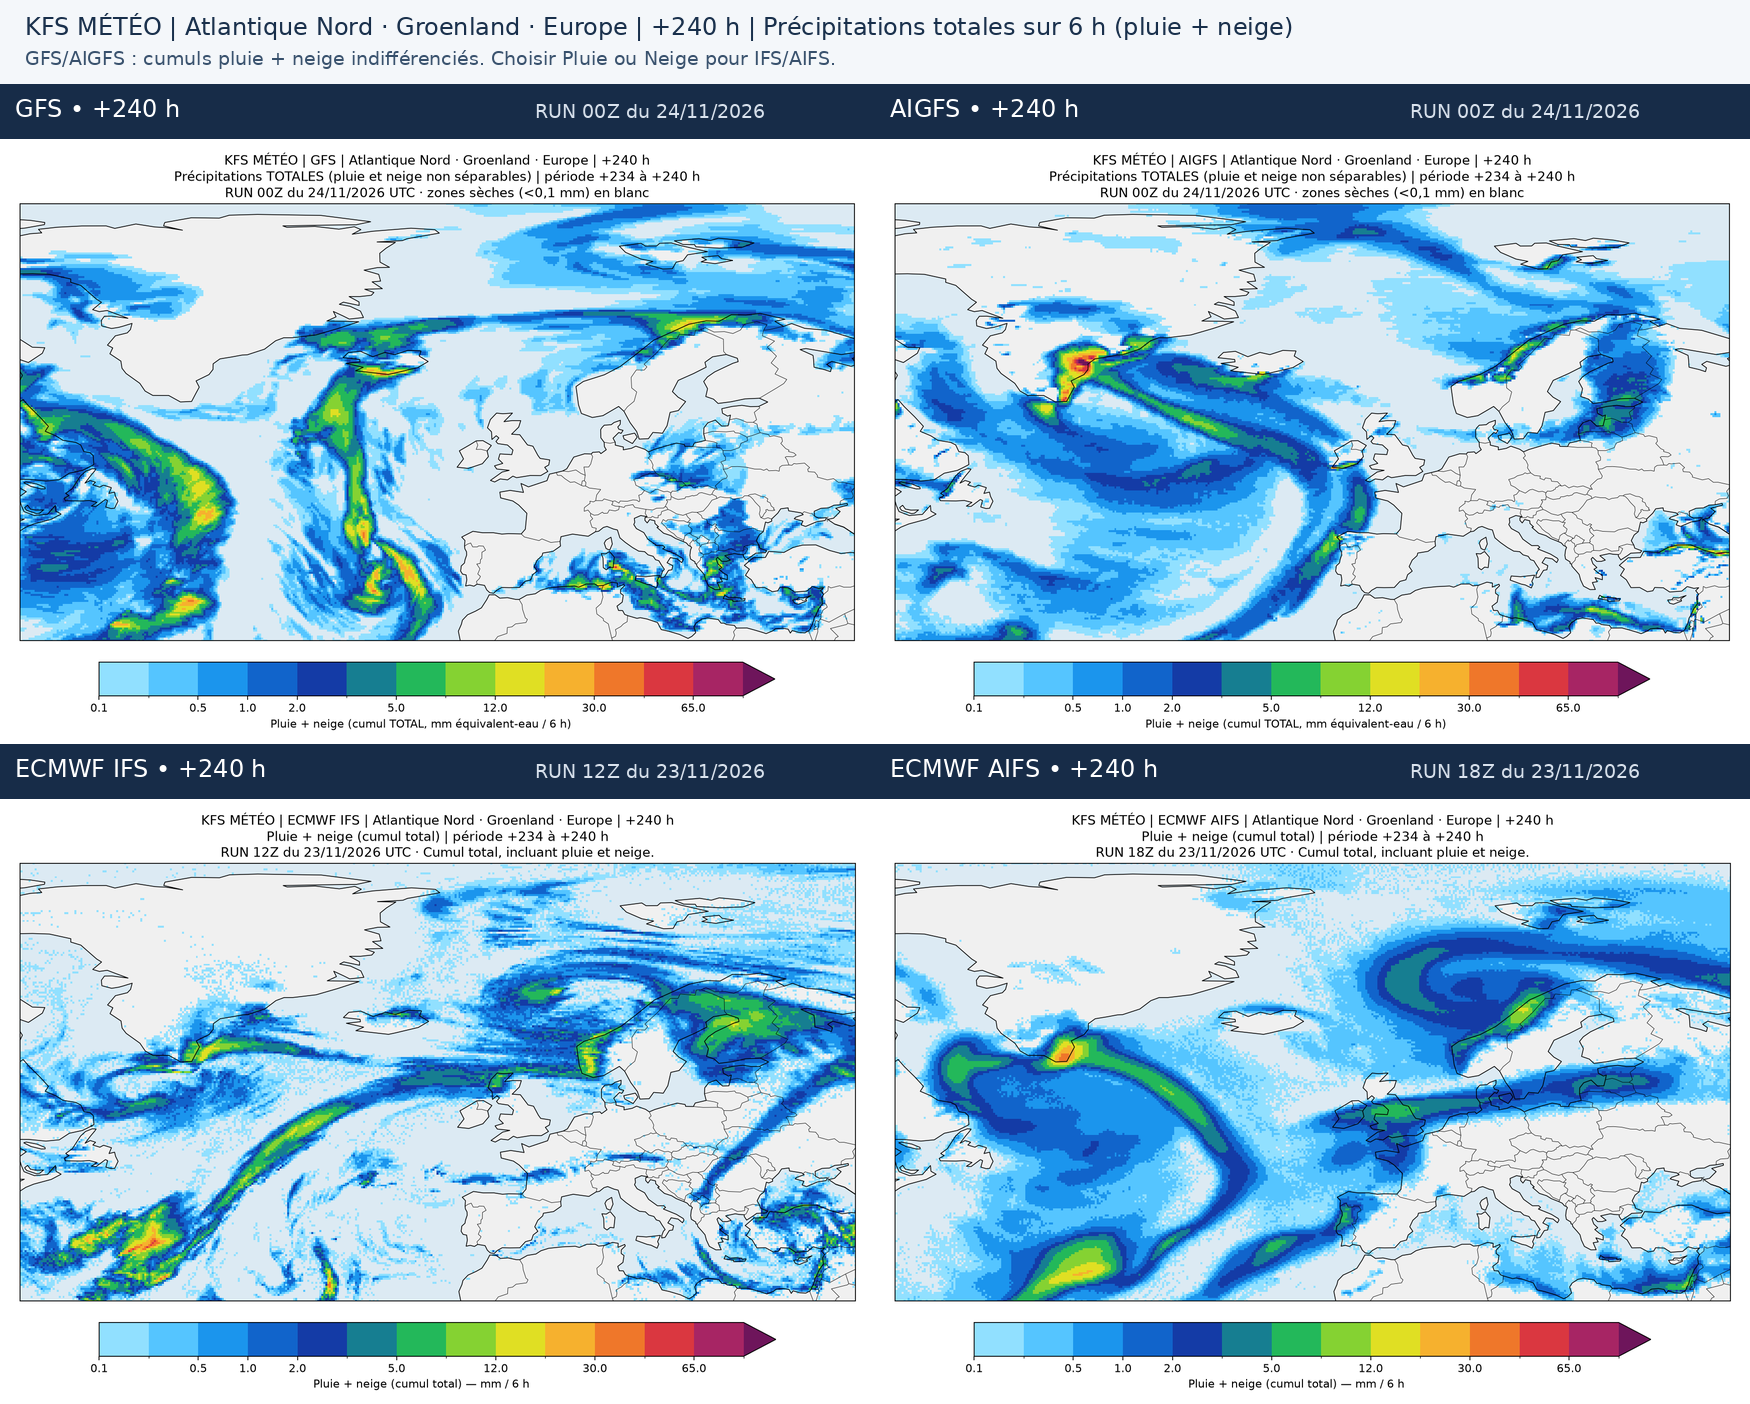 KFS MÉTÉO | Atlantique Nord · Groenland · Europe | +240 h | Précipitations totales sur 6 h (pluie + neige)
GFS/AIGFS : cumuls pluie + neige indifférenciés. Choisir Pluie ou Neige pour IFS/AIFS.
GFS • +240 h
RUN 00Z du 24/11/2026
KFS MÉTÉO | GFS | Atlantique Nord · Groenland · Europe | +240 h
Précipitations TOTALES (pluie et neige non séparables) | période +234 à +240 h
RUN 00Z du 24/11/2026 UTC · zones sèches (<0,1 mm) en blanc
0.1 0.5 1.0 2.0 5.0 12.0 30.0 65.0
Pluie + neige (cumul TOTAL, mm équivalent-eau / 6 h)
AIGFS • +240 h
RUN 00Z du 24/11/2026
KFS MÉTÉO | AIGFS | Atlantique Nord · Groenland · Europe | +240 h
Précipitations TOTALES (pluie et neige non séparables) | période +234 à +240 h
RUN 00Z du 24/11/2026 UTC · zones sèches (<0,1 mm) en blanc
0.1 0.5 1.0 2.0 5.0 12.0 30.0 65.0
Pluie + neige (cumul TOTAL, mm équivalent-eau / 6 h)
ECMWF IFS • +240 h
RUN 12Z du 23/11/2026
KFS MÉTÉO | ECMWF IFS | Atlantique Nord · Groenland · Europe | +240 h
Pluie + neige (cumul total) | période +234 à +240 h
RUN 12Z du 23/11/2026 UTC · Cumul total, incluant pluie et neige.
0.1 0.5 1.0 2.0 5.0 12.0 30.0 65.0
Pluie + neige (cumul total) — mm / 6 h
ECMWF AIFS • +240 h
RUN 18Z du 23/11/2026
KFS MÉTÉO | ECMWF AIFS | Atlantique Nord · Groenland · Europe | +240 h
Pluie + neige (cumul total) | période +234 à +240 h
RUN 18Z du 23/11/2026 UTC · Cumul total, incluant pluie et neige.
0.1 0.5 1.0 2.0 5.0 12.0 30.0 65.0
Pluie + neige (cumul total) — mm / 6 h